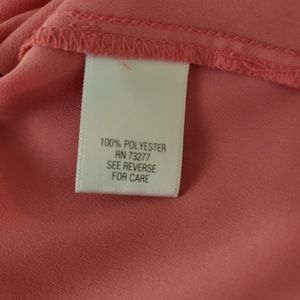 100% POLYESTER
RN 73277
SEE REVERSE
FOR CARE